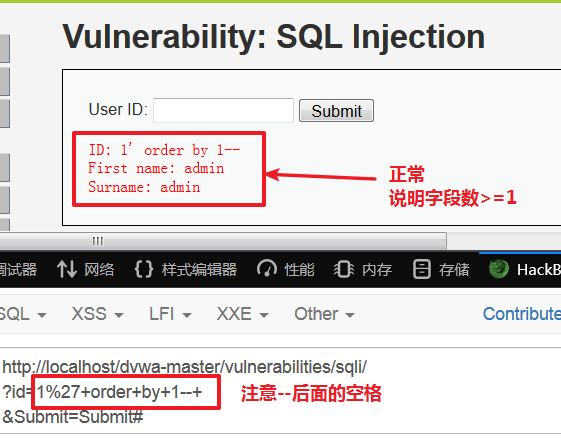 Vulnerability: SQL Injection
User ID:
Submit
ID: 1' order by 1--
First name: admin
Surname: admin
正常
说明字段数>=1
调试器 网络 样式编辑器 性能 内存 存储 HackB
SQL XSS LFI XXE Other Contribute
http://localhost/dvwa-master/vulnerabilities/sqli/
?id=1%27+order+by+1--+ 注意--后面的空格
&Submit=Submit#